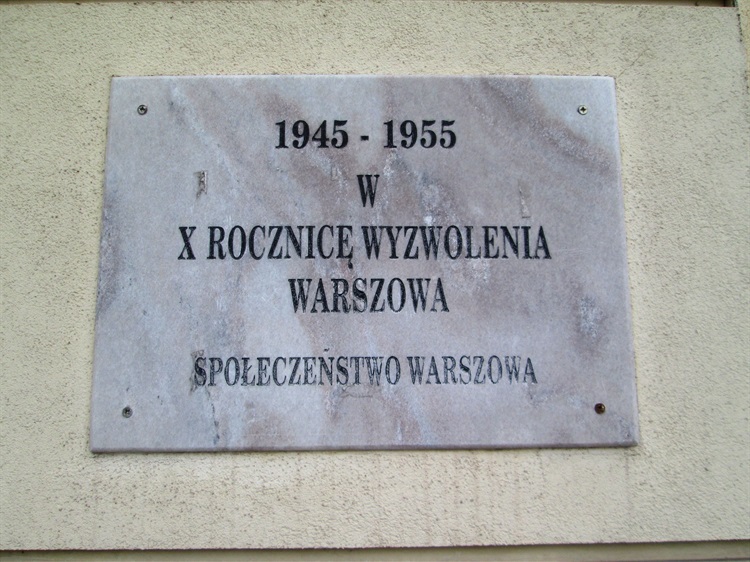 1945 - 1955
W
X ROCZNICĘ WYZWOLENIA
WARSZOWA
SPOŁECZEŃSTWO WARSZOWA